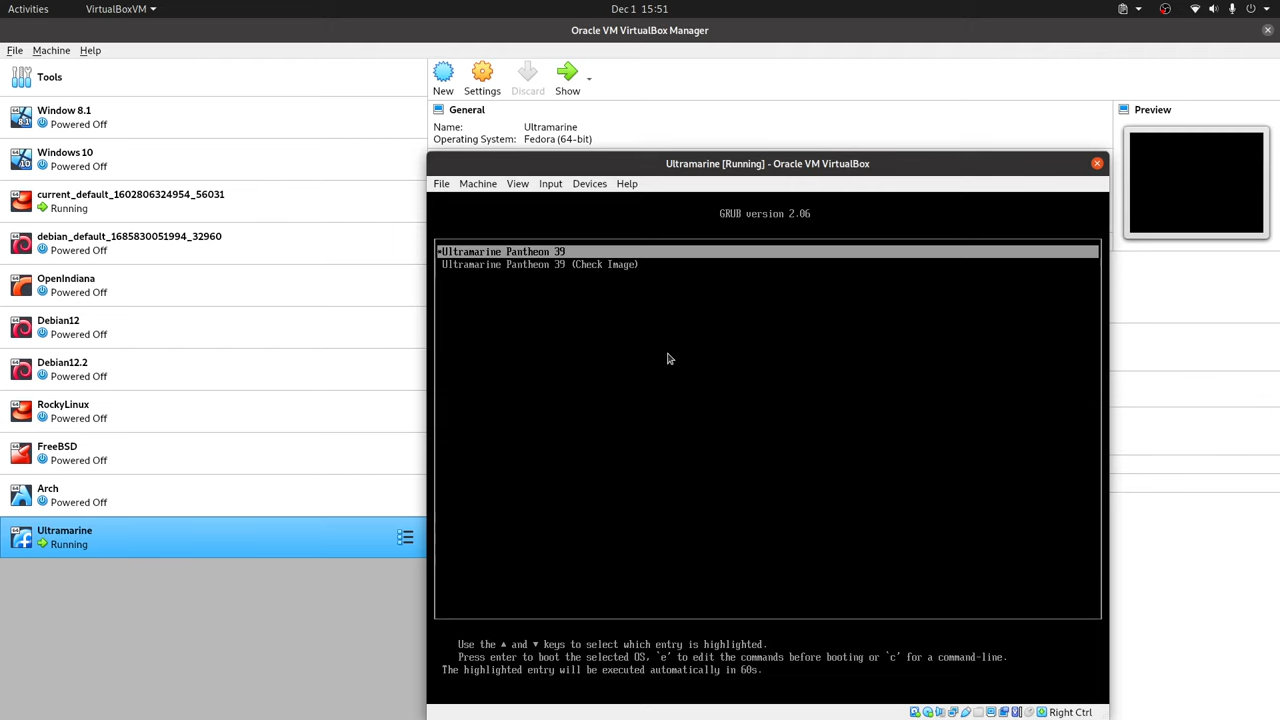 Activities
VirtualBoxVM
Dec 1 15:51
Oracle VM VirtualBox Manager
File Machine Help
Tools
New Settings Discard Show
Window 8.1
Powered Off
Windows 10
Powered Off
current_default_1602806324954_56031
Running
debian_default_1685830051994_32960
Powered Off
OpenIndiana
Powered Off
Debian12
Powered Off
Debian12.2
Powered Off
RockyLinux
Powered Off
FreeBSD
Powered Off
Arch
Powered Off
Ultramarine
Running
General
Name: Ultramarine
Operating System: Fedora (64-bit)
Preview
Ultramarine [Running] - Oracle VM VirtualBox
File Machine View Input Devices Help
GRUB version 2.06
*Ultramarine Pantheon 39
Ultramarine Pantheon 39 (Check Image)
Use the ▲ and ▼ keys to select which entry is highlighted.
Press enter to boot the selected OS, `e' to edit the commands before booting or `c' for a command-line.
The highlighted entry will be executed automatically in 60s.
Right Ctrl